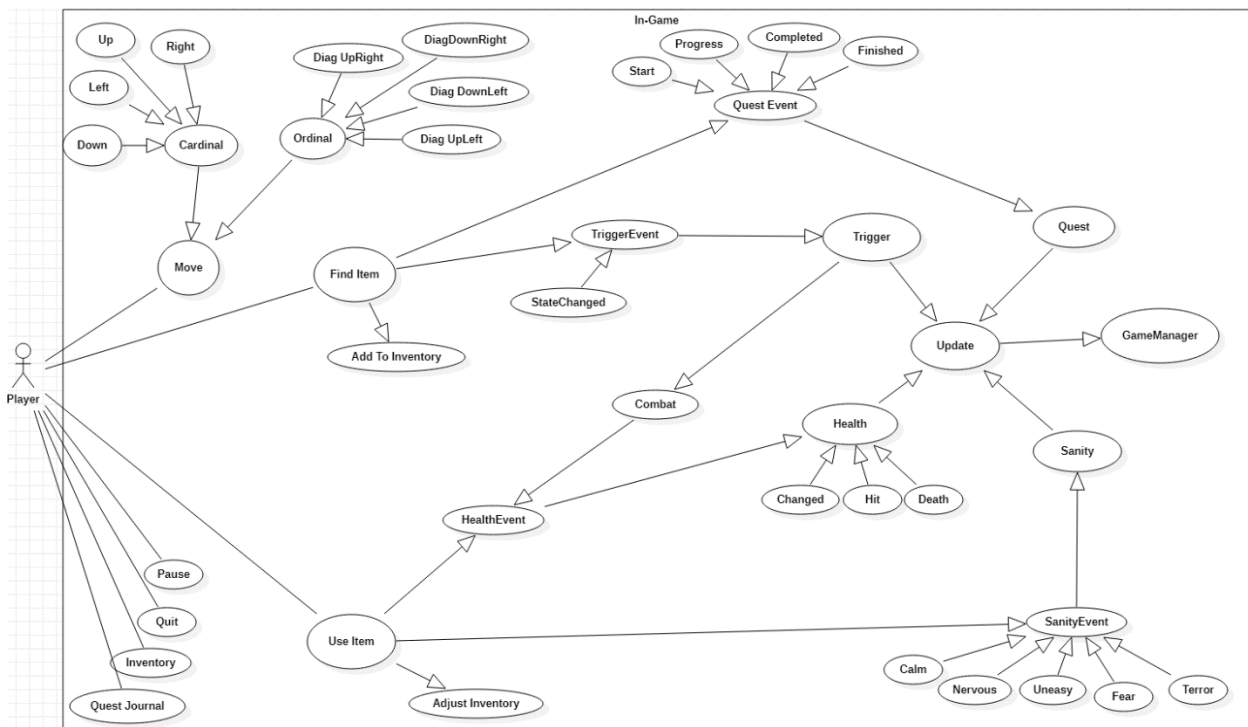 In-Game
Up
Right
Left
Down
Cardinal
Diag UpRight
DiagDownRight
Diag DownLeft
Ordinal
Diag UpLeft
Progress
Completed
Start
Finished
Quest Event
Move
Find Item
TriggerEvent
Trigger
Quest
StateChanged
Add To Inventory
Update
GameManager
Player
Combat
Health
Sanity
Changed
Hit
Death
HealthEvent
Pause
Quit
Inventory
Quest Journal
Use Item
Adjust Inventory
SanityEvent
Calm
Nervous
Uneasy
Fear
Terror